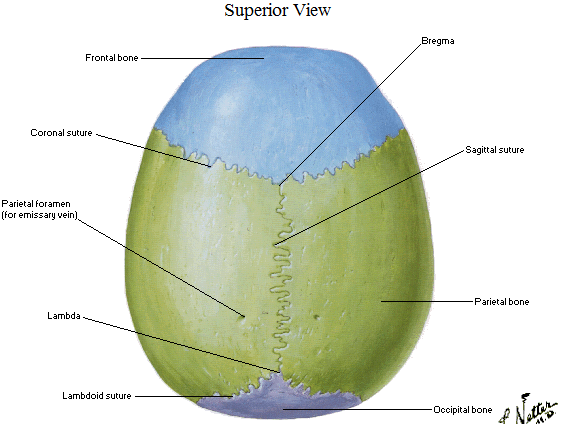 Superior View
Bregma
Frontal bone
Coronal suture
Sagittal suture
Parietal foramen
(for emissary vein)
Parietal bone
Lambda
Lambdoid suture
Occipital bone
Netter
M.D.